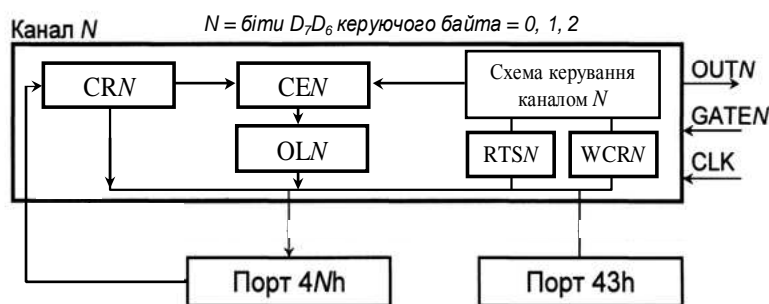 N = біти D₇D₆ керуючого байта = 0, 1, 2
Канал N
CRN
CEN
Схема керування
каналом N
OUTN
GATEN
OLN
RTSN
WCRN
CLK
Порт 4Nh
Порт 43h